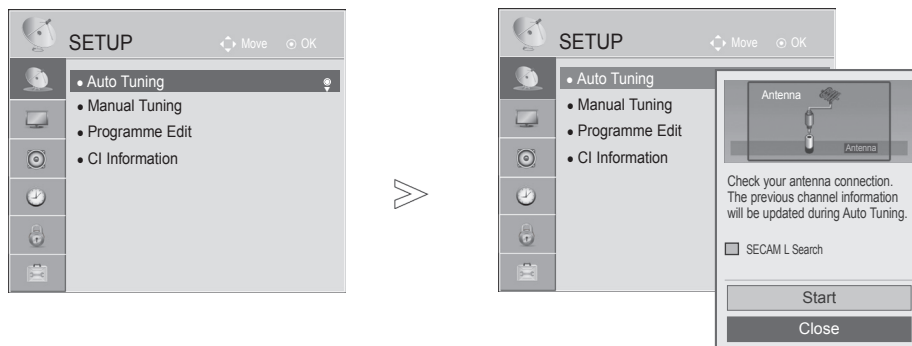 SETUP
Move OK
• Auto Tuning
• Manual Tuning
• Programme Edit
• CI Information
>
SETUP
Move OK
• Auto Tuning
• Manual Tuning
• Programme Edit
• CI Information
Antenna
Antenna
Check your antenna connection.
The previous channel information
will be updated during Auto Tuning.
SECAM L Search
Start
Close